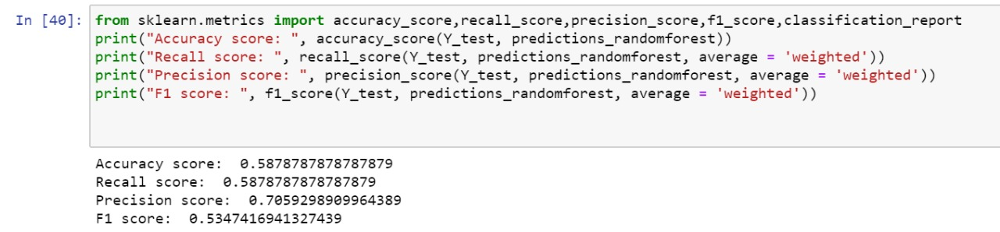 In [40]: from sklearn.metrics import accuracy_score,recall_score,precision_score,f1_score,classification_report
print("Accuracy score: ", accuracy_score(Y_test, predictions_randomforest))
print("Recall score: ", recall_score(Y_test, predictions_randomforest, average = 'weighted'))
print("Precision score: ", precision_score(Y_test, predictions_randomforest, average = 'weighted'))
print("F1 score: ", f1_score(Y_test, predictions_randomforest, average = 'weighted'))
Accuracy score:  0.5878787878787879
Recall score:  0.5878787878787879
Precision score:  0.7059298909964389
F1 score:  0.5347416941327439